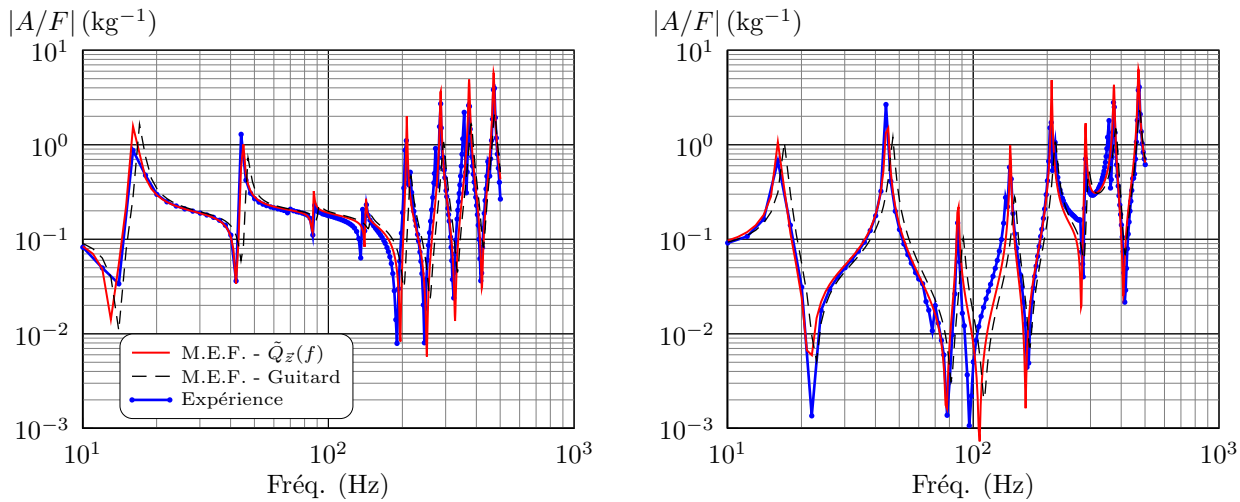 |A/F| (kg⁻¹)
10¹
10⁰
10⁻¹
10⁻²
10⁻³
M.E.F. - Q̃_z⃗(f)
M.E.F. - Guitard
Expérience
10¹ 10² 10³
Fréq. (Hz)
|A/F| (kg⁻¹)
10¹
10⁰
10⁻¹
10⁻²
10⁻³
10¹ 10² 10³
Fréq. (Hz)